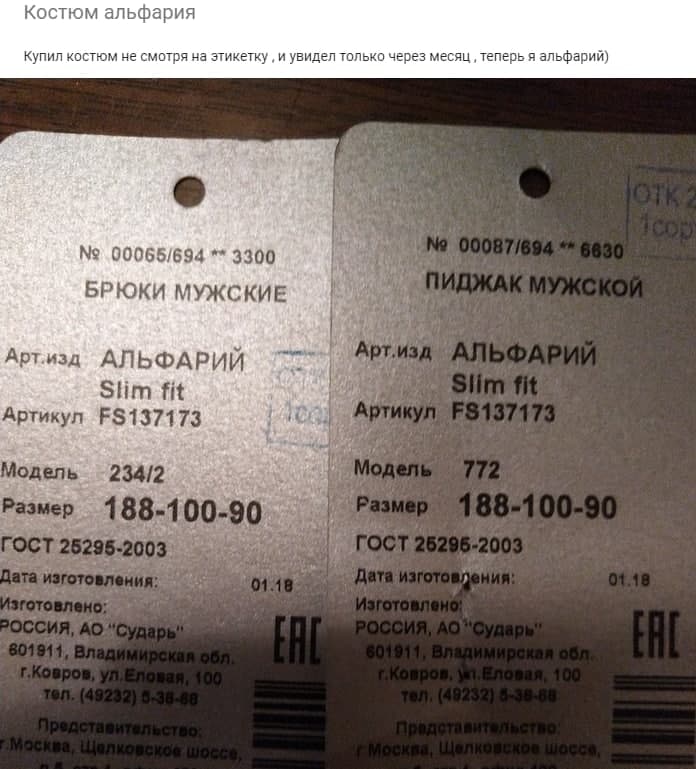 Костюм альфария
Купил костюм не смотря на этикетку , и увидел только через месяц , теперь я альфарий)
№ 00065/694 ** 3300
БРЮКИ МУЖСКИЕ
Арт.изд АЛЬФАРИЙ
Slim fit
Артикул FS137173
Модель 234/2
Размер 188-100-90
ГОСТ 25295-2003
Дата изготовления: 01.18
Изготовлено:
РОССИЯ, АО "Сударь"
601911, Владимирская обл.
г.Ковров, ул.Еловая, 100
тел. (49232) 5-38-68
Представительство:
г.Москва, Щелковское шоссе,
EAC
1сор
ОТК 2
1сор
№ 00087/694 ** 6630
ПИДЖАК МУЖСКОЙ
Арт.изд АЛЬФАРИЙ
Slim fit
Артикул FS137173
Модель 772
Размер 188-100-90
ГОСТ 25295-2003
Дата изготовления: 01.18
Изготовлено:
РОССИЯ, АО "Сударь"
601911, Владимирская обл.
г.Ковров, ул.Еловая, 100
тел. (49232) 5-38-68
Представительство:
г Москва, Щелковское шоссе,
EAC